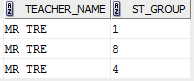 TEACHER_NAME ST_GROUP
MR TRE 1
MR TRE 8
MR TRE 4